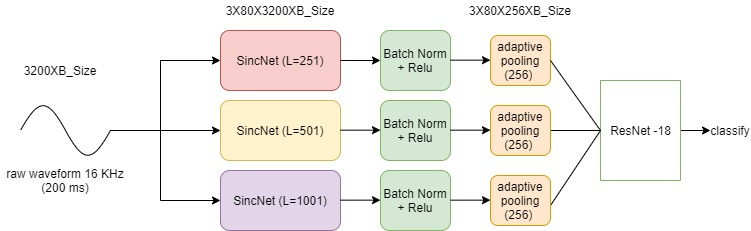 3X80X3200XB_Size
3X80X256XB_Size
3200XB_Size
raw waveform 16 KHz
(200 ms)
SincNet (L=251)
Batch Norm
+ Relu
adaptive
pooling
(256)
SincNet (L=501)
Batch Norm
+ Relu
adaptive
pooling
(256)
SincNet (L=1001)
Batch Norm
+ Relu
adaptive
pooling
(256)
ResNet -18
classify